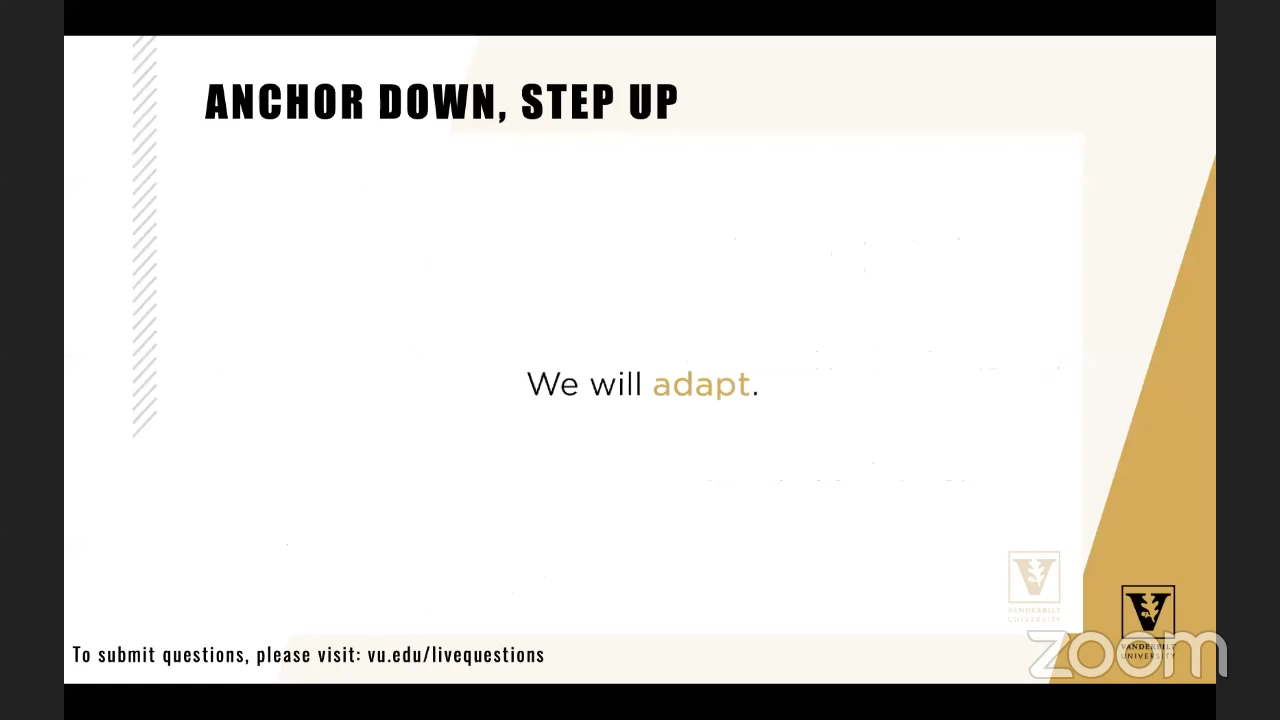 ANCHOR DOWN, STEP UP
We will adapt.
V
VANDERBILT
UNIVERSITY
V
VANDERBILT
UNIVERSITY
zoom
To submit questions, please visit: vu.edu/livequestions